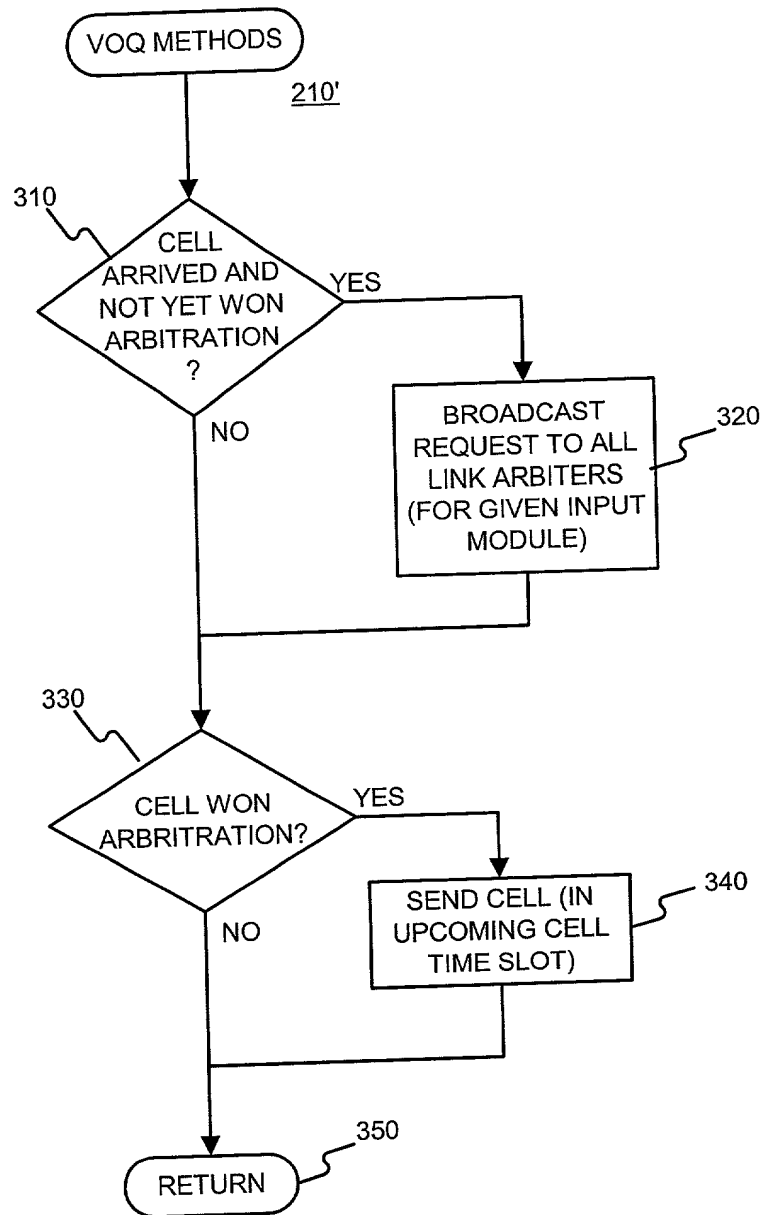 VOQ METHODS
210'
310
CELL
ARRIVED AND
NOT YET WON
ARBITRATION
?
YES
NO
BROADCAST
REQUEST TO ALL
LINK ARBITERS
(FOR GIVEN INPUT
MODULE)
320
330
CELL WON
ARBRITRATION?
YES
NO
SEND CELL (IN
UPCOMING CELL
TIME SLOT)
340
RETURN
350